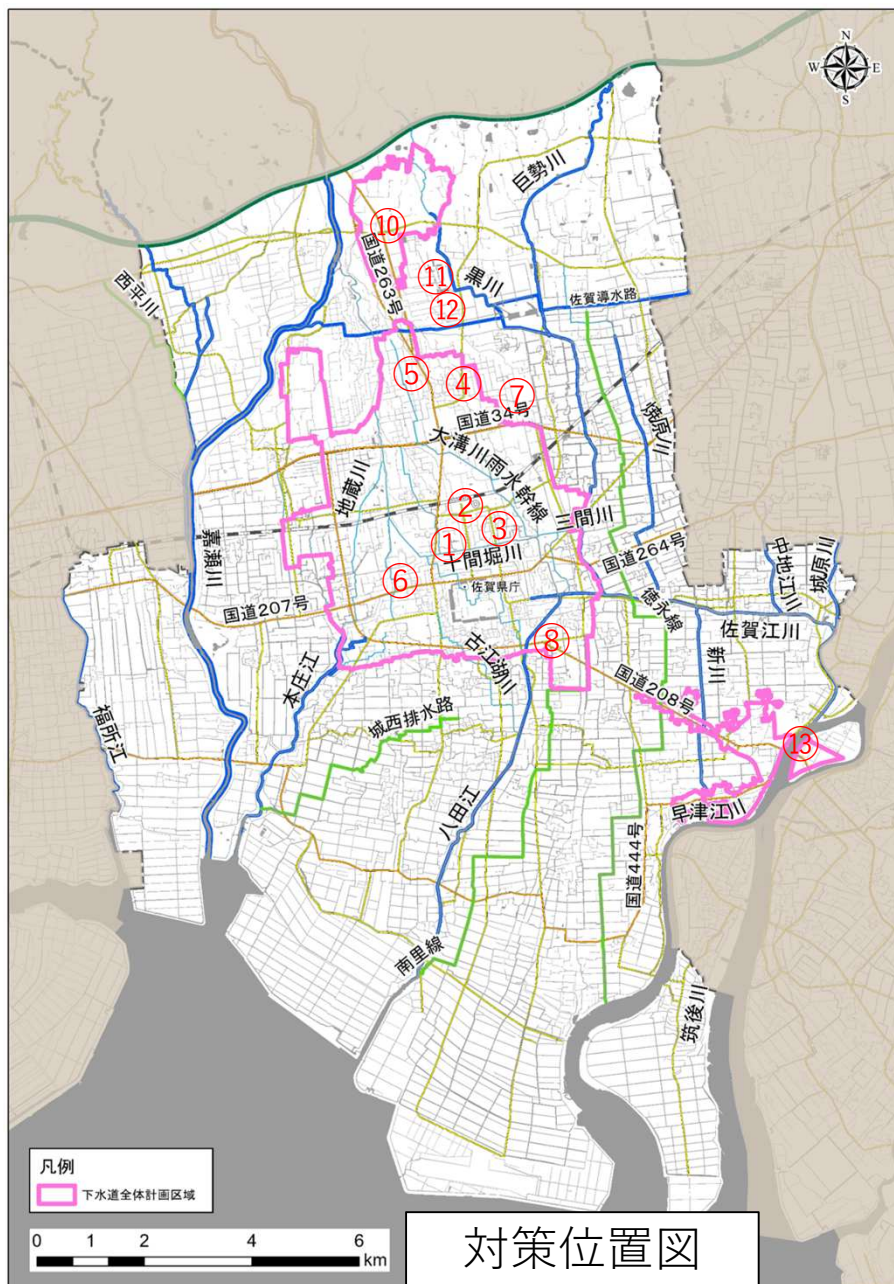 N
W E
S
巨勢川
⑩
国道263号
⑪
黒川
西平川
⑫
佐賀導水路
⑤
④
⑦
国道34号
焼原川
大溝川雨水幹線
地蔵川
②
③
三間川
嘉瀬川
①
十間堀川
国道264号
中地江川
城原川
⑥
佐賀県庁
国道207号
徳永線
佐賀江川
⑧
古江湖川
新川
本庄江
国道208号
福所江
城西排水路
⑬
八田江
早津江川
国道444号
南里線
筑後川
凡例
下水道全体計画区域
0 1 2 4 6
km
対策位置図